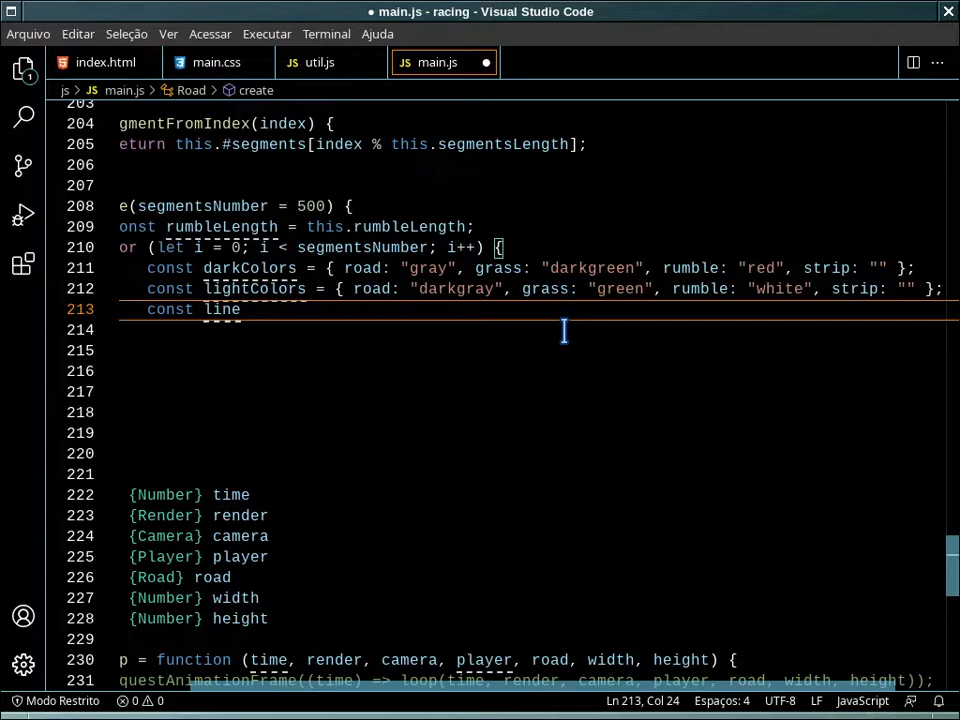 ● main.js - racing - Visual Studio Code
Arquivo Editar Seleção Ver Acessar Executar Terminal Ajuda
index.html main.css JS util.js JS main.js ●
js > JS main.js > Road > create
203
204 gmentFromIndex(index) {
205 eturn this.#segments[index % this.segmentsLength];
206
207
208 e(segmentsNumber = 500) {
209 onst rumbleLength = this.rumbleLength;
210 or (let i = 0; i < segmentsNumber; i++) {
211 const darkColors = { road: "gray", grass: "darkgreen", rumble: "red", strip: "" };
212 const lightColors = { road: "darkgray", grass: "green", rumble: "white", strip: "" };
213 const line
214
215
216
217
218
219
220
221
222 {Number} time
223 {Render} render
224 {Camera} camera
225 {Player} player
226 {Road} road
227 {Number} width
228 {Number} height
229
230 p = function (time, render, camera, player, road, width, height) {
231 questAnimationFrame((time) => loop(time, render, camera, player, road, width, height));
1
Modo Restrito 0 0 Ln 213, Col 24 Espaços: 4 UTF-8 LF JavaScript